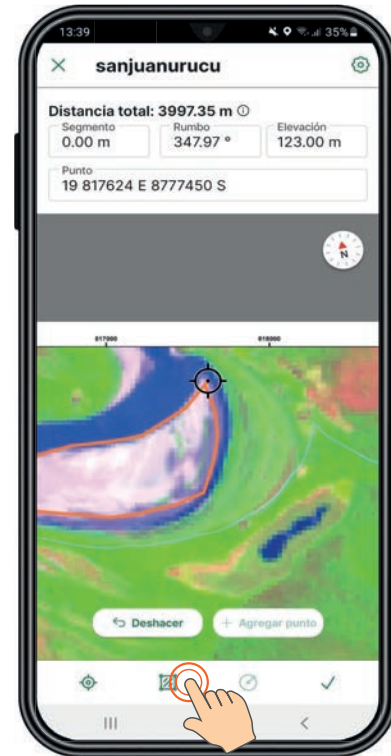 13:39 35%
sanjuanurucu
Distancia total: 3997.35 m
Segmento Rumbo Elevación
0.00 m 347.97 ° 123.00 m
Punto
19 817624 E 8777450 S
N
817000 818000
Deshacer + Agregar punto